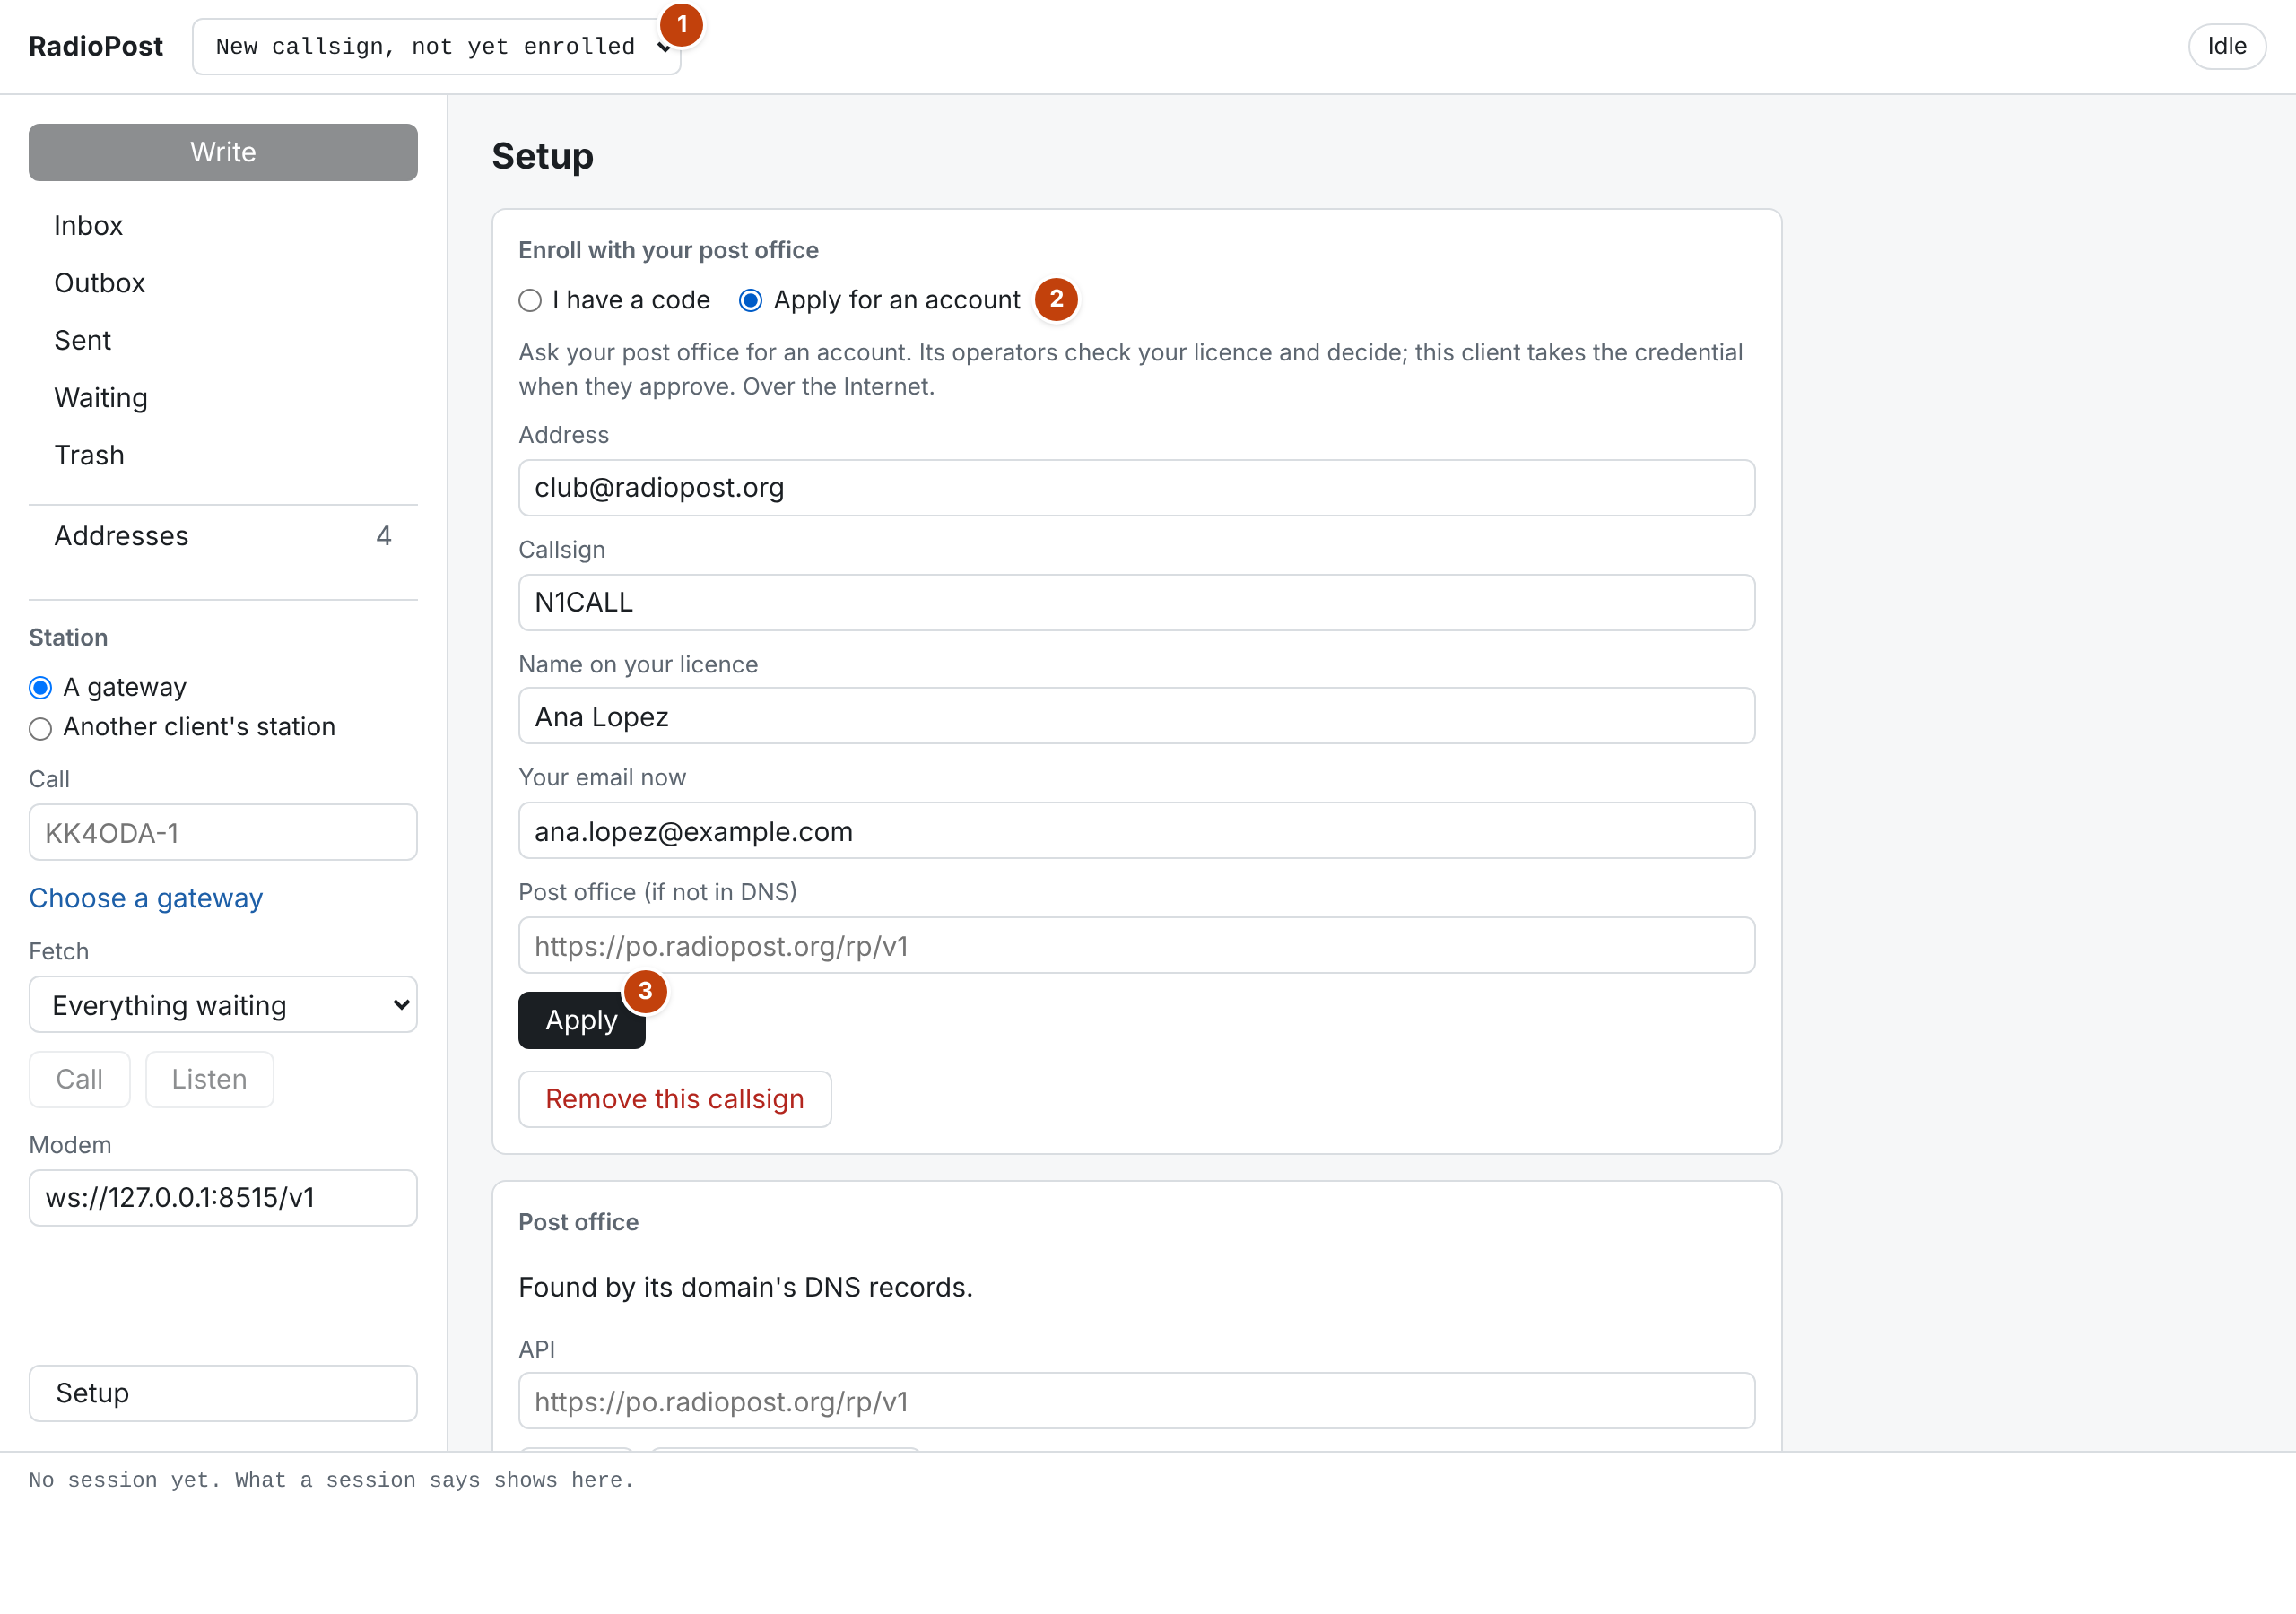 RadioPost
New callsign, not yet enrolled
1
Idle
Write
Inbox
Outbox
Sent
Waiting
Trash
Addresses 4
Station
A gateway
Another client's station
Call
KK4ODA-1
Choose a gateway
Fetch
Everything waiting
Call Listen
Modem
ws://127.0.0.1:8515/v1
Setup
Setup
Enroll with your post office
I have a code Apply for an account 2
Ask your post office for an account. Its operators check your licence and decide; this client takes the credential
when they approve. Over the Internet.
Address
club@radiopost.org
Callsign
N1CALL
Name on your licence
Ana Lopez
Your email now
ana.lopez@example.com
Post office (if not in DNS)
https://po.radiopost.org/rp/v1
Apply 3
Remove this callsign
Post office
Found by its domain's DNS records.
API
https://po.radiopost.org/rp/v1
No session yet. What a session says shows here.